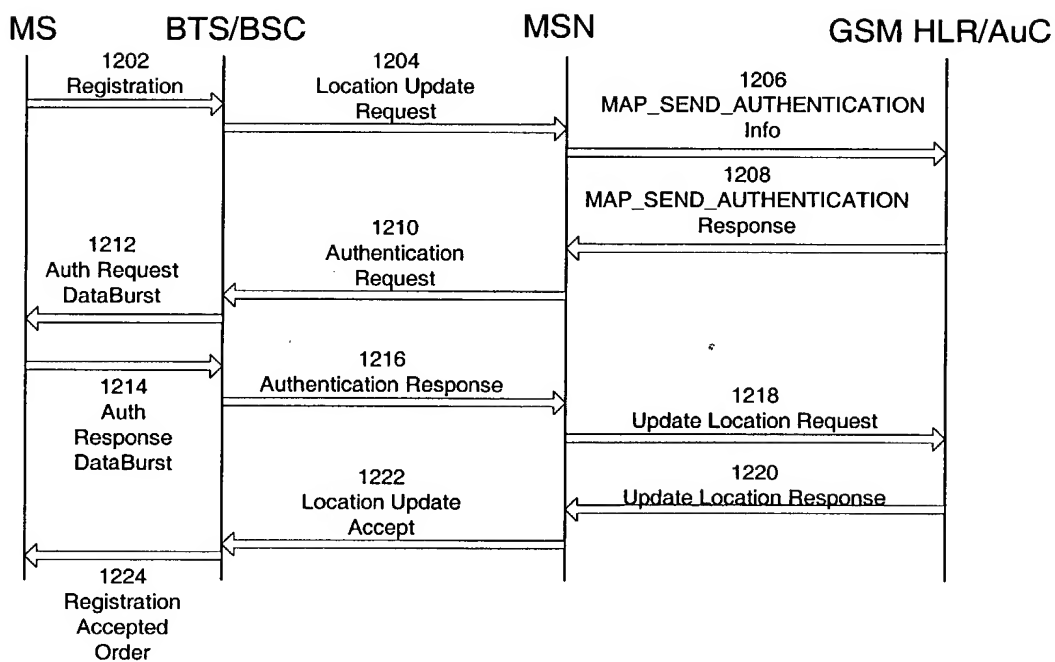 MS
BTS/BSC
MSN
GSM HLR/AuC
1202
Registration
1204
Location Update
Request
1206
MAP_SEND_AUTHENTICATION
Info
1208
MAP_SEND_AUTHENTICATION
Response
1210
Authentication
Request
1212
Auth Request
DataBurst
1214
Auth
Response
DataBurst
1216
Authentication Response
1218
Update Location Request
1220
Update Location Response
1222
Location Update
Accept
1224
Registration
Accepted
Order